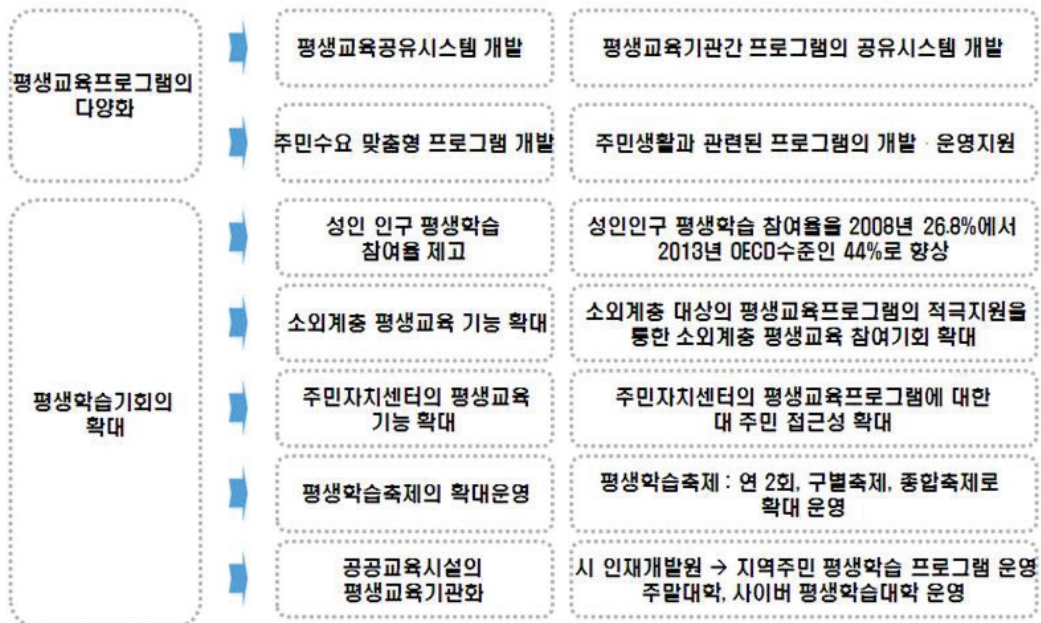 평생교육프로그램의
다양화
평생교육공유시스템 개발
평생교육기관간 프로그램의 공유시스템 개발
주민수요 맞춤형 프로그램 개발
주민생활과 관련된 프로그램의 개발 · 운영지원
평생학습기회의
확대
성인 인구 평생학습
참여율 제고
성인인구 평생학습 참여율을 2008년 26.8%에서
2013년 OECD수준인 44%로 향상
소외계층 평생교육 기능 확대
소외계층 대상의 평생교육프로그램의 적극지원을
통한 소외계층 평생교육 참여기회 확대
주민자치센터의 평생교육
기능 확대
주민자치센터의 평생교육프로그램에 대한
대 주민 접근성 확대
평생학습축제의 확대운영
평생학습축제 : 연 2회, 구별축제, 종합축제로
확대 운영
공공교육시설의
평생교육기관화
시 인재개발원 → 지역주민 평생학습 프로그램 운영
주말대학, 사이버 평생학습대학 운영